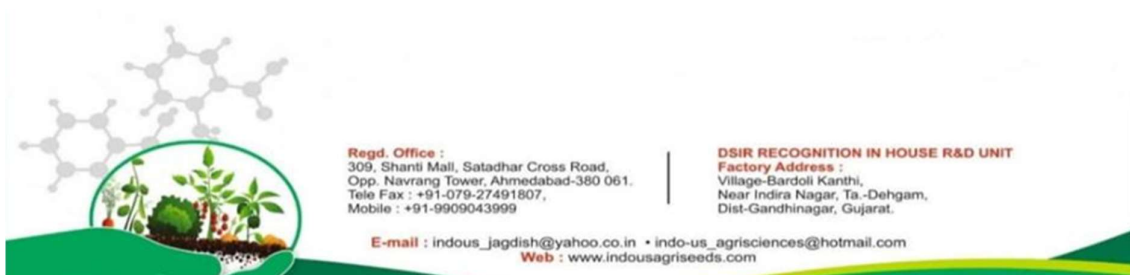 Regd. Office :
309, Shanti Mall, Satadhar Cross Road,
Opp. Navrang Tower, Ahmedabad-380 061.
Tele Fax : +91-079-27491807,
Mobile : +91-9909043999
DSIR RECOGNITION IN HOUSE R&D UNIT
Factory Address :
Village-Bardoli Kanthi,
Near Indira Nagar, Ta.-Dehgam,
Dist-Gandhinagar, Gujarat.
E-mail : indous_jagdish@yahoo.co.in • indo-us_agrisciences@hotmail.com
Web : www.indousagriseeds.com